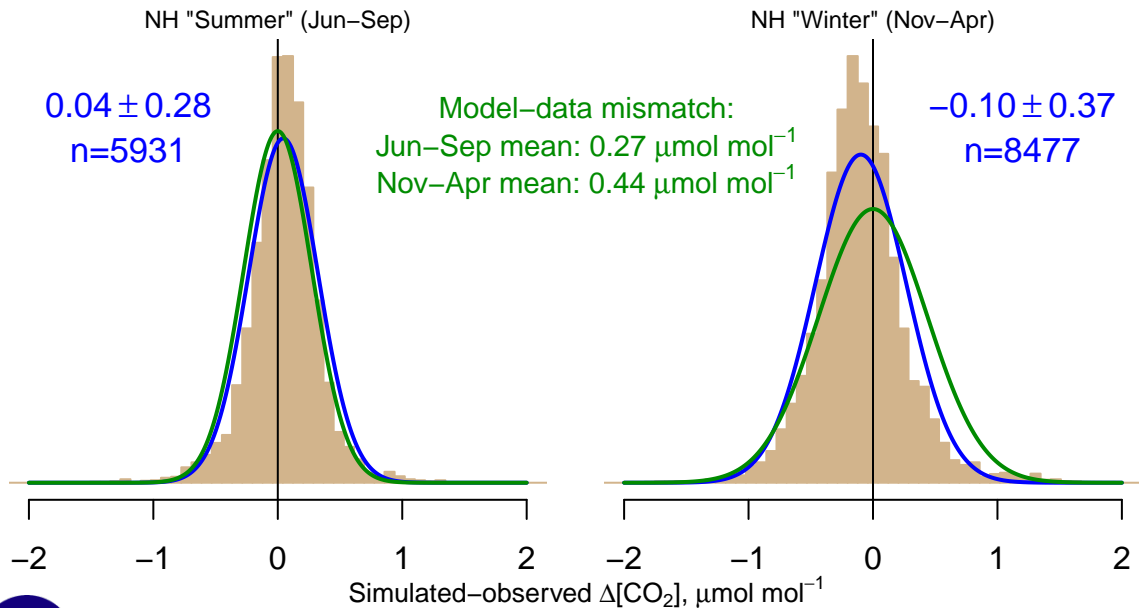 NH "Summer" (Jun−Sep)
NH "Winter" (Nov−Apr)
0.04 ± 0.28
n=5931
Model−data mismatch:
Jun−Sep mean: 0.27 μmol mol⁻¹
Nov−Apr mean: 0.44 μmol mol⁻¹
−0.10 ± 0.37
n=8477
−2 −1 0 1 2
−2 −1 0 1 2
Simulated−observed Δ[CO₂], μmol mol⁻¹